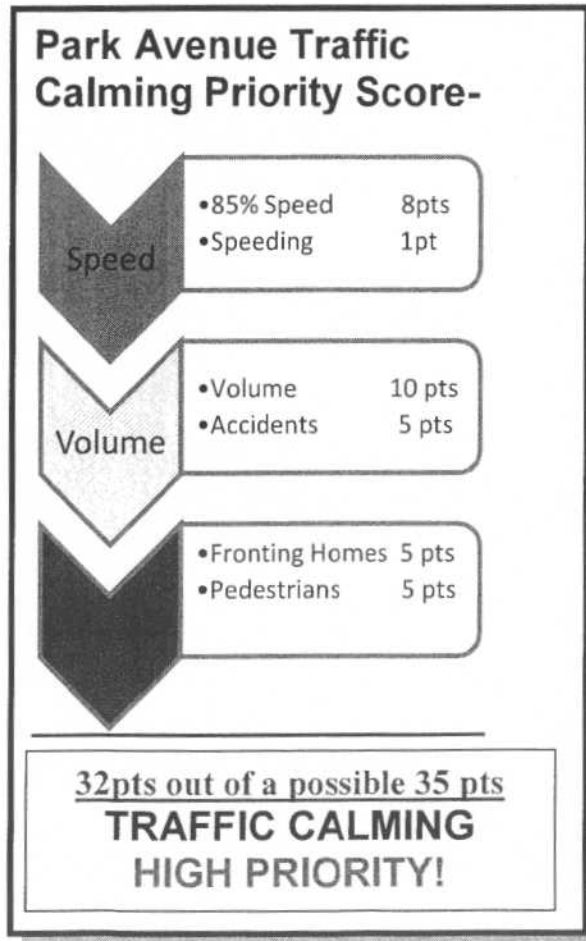 Park Avenue Traffic
Calming Priority Score-
Speed
•85% Speed 8pts
•Speeding 1pt
Volume
•Volume 10 pts
•Accidents 5 pts
•Fronting Homes 5 pts
•Pedestrians 5 pts
32pts out of a possible 35 pts
TRAFFIC CALMING
HIGH PRIORITY!